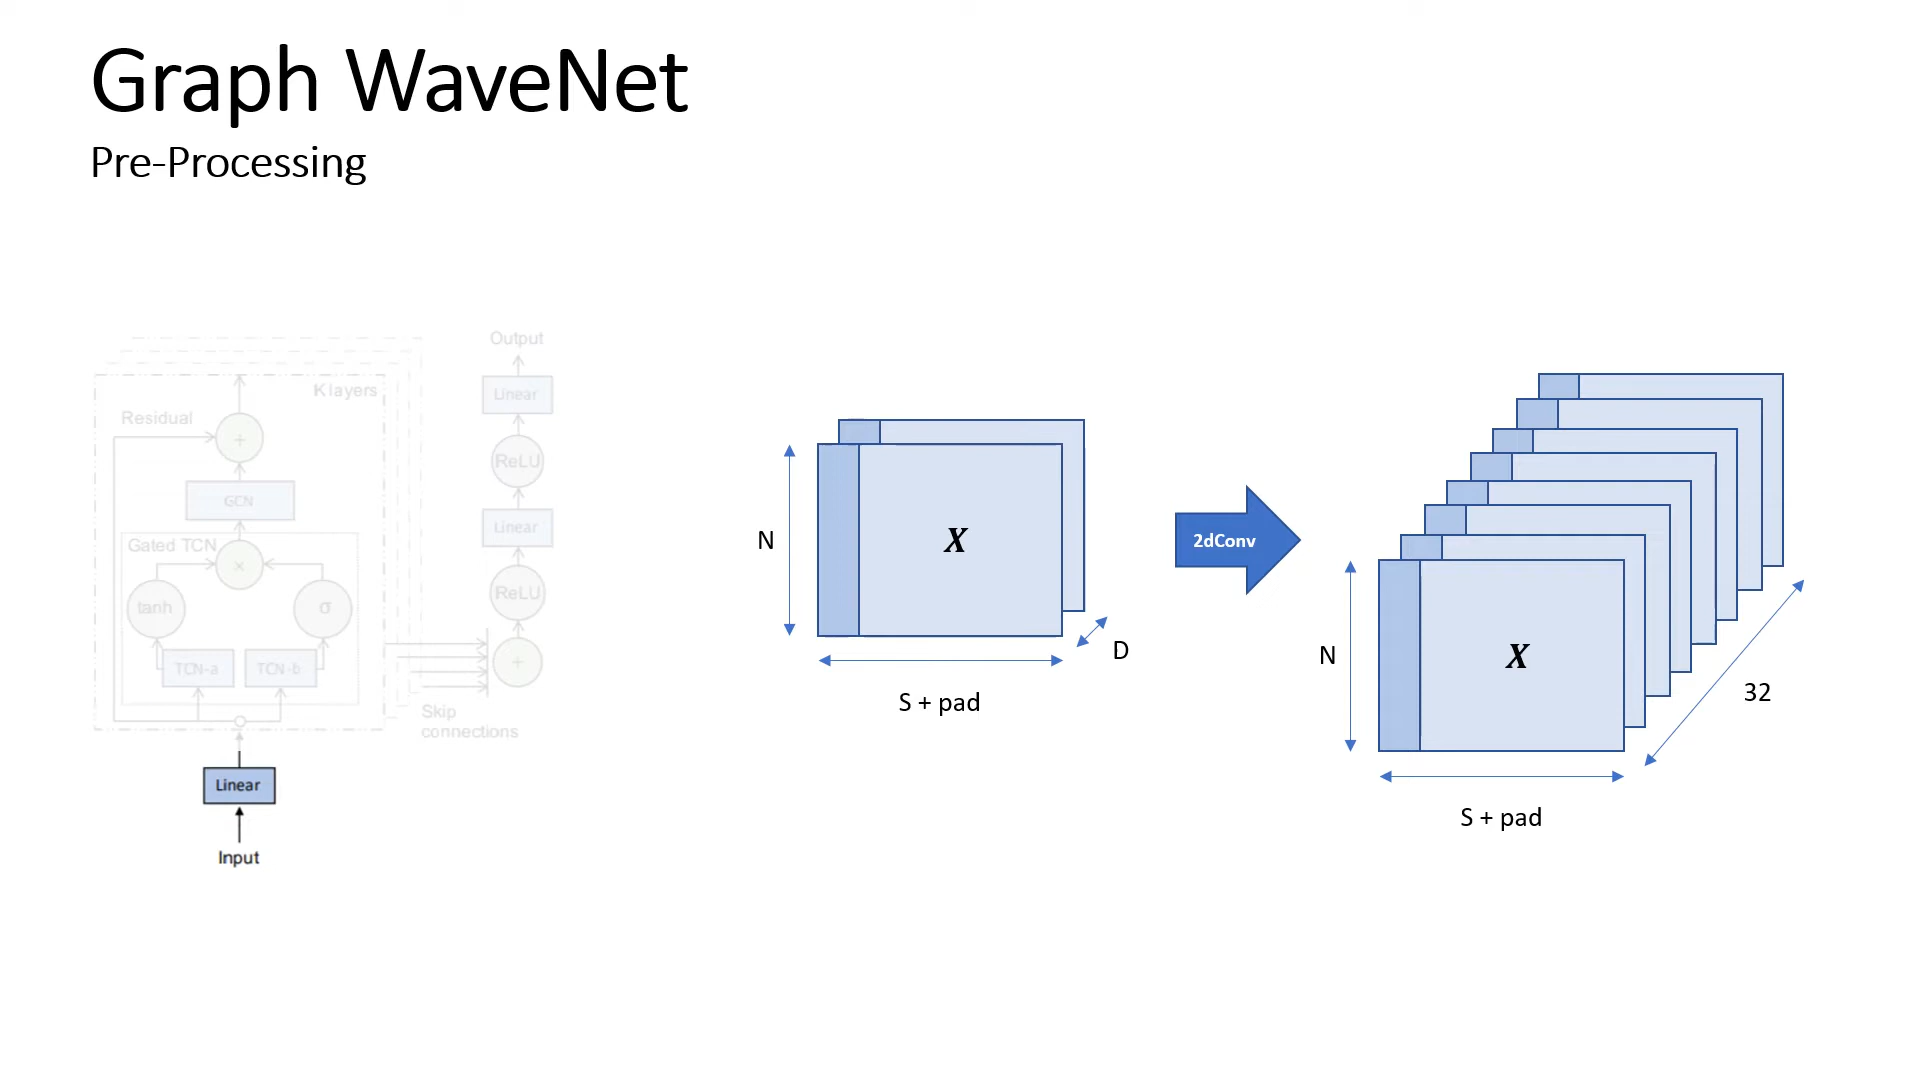 Graph WaveNet
Pre-Processing
Output
K layers
Linear
Residual
+
ReLU
GCN
Linear
Gated TCN
×
tanh
σ
ReLU
TCN-a
TCN-b
+
Skip
connections
Linear
Input
N
X
D
S + pad
2dConv
N
X
32
S + pad